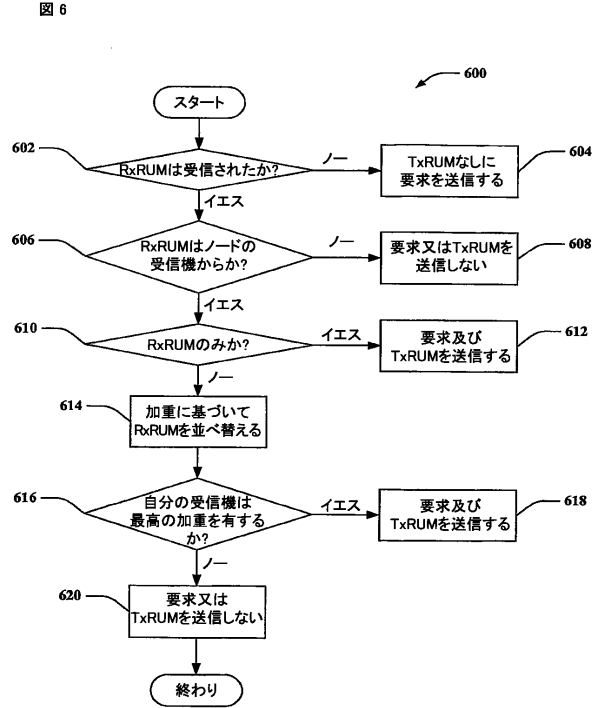 図 6
600
スタート
602
RxRUMは受信されたか?
ノー
TxRUMなしに
要求を送信する
604
イエス
606
RxRUMはノードの
受信機からか?
ノー
要求又はTxRUMを
送信しない
608
イエス
610
RxRUMのみか?
イエス
要求及び
TxRUMを送信する
612
ノー
614
加重に基づいて
RxRUMを並べ替える
616
自分の受信機は
最高の加重を有する
か?
イエス
要求及び
TxRUMを送信する
618
ノー
620
要求又は
TxRUMを送信しない
終わり